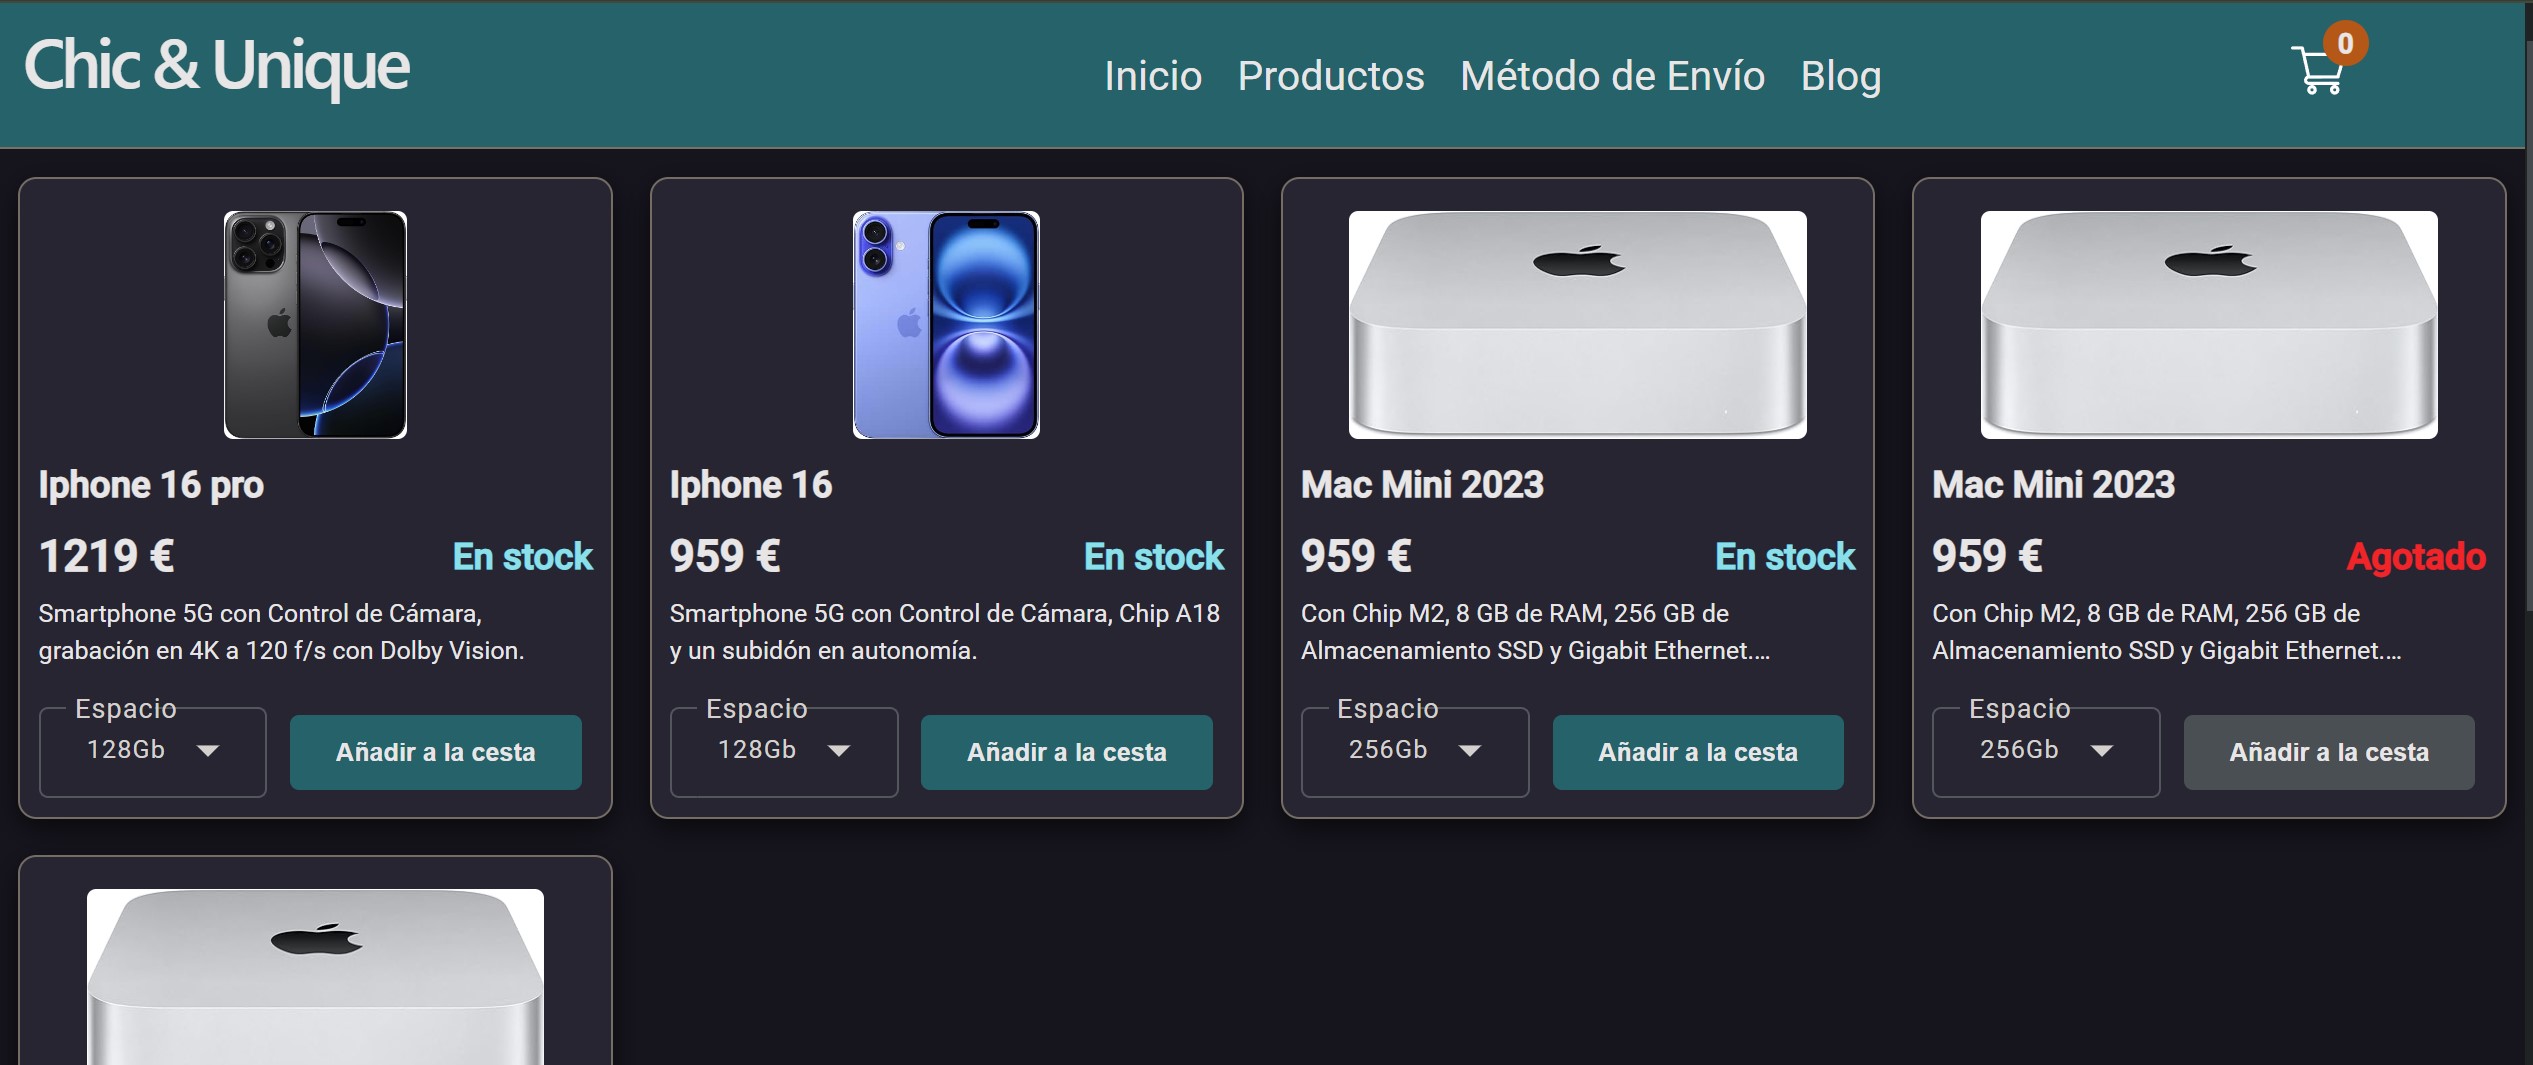 Chic & Unique
Inicio Productos Método de Envío Blog
0
Iphone 16 pro
1219 € En stock
Smartphone 5G con Control de Cámara,
grabación en 4K a 120 f/s con Dolby Vision.
Espacio
128Gb
Añadir a la cesta
Iphone 16
959 € En stock
Smartphone 5G con Control de Cámara, Chip A18
y un subidón en autonomía.
Espacio
128Gb
Añadir a la cesta
Mac Mini 2023
959 € En stock
Con Chip M2, 8 GB de RAM, 256 GB de
Almacenamiento SSD y Gigabit Ethernet.…
Espacio
256Gb
Añadir a la cesta
Mac Mini 2023
959 € Agotado
Con Chip M2, 8 GB de RAM, 256 GB de
Almacenamiento SSD y Gigabit Ethernet.…
Espacio
256Gb
Añadir a la cesta